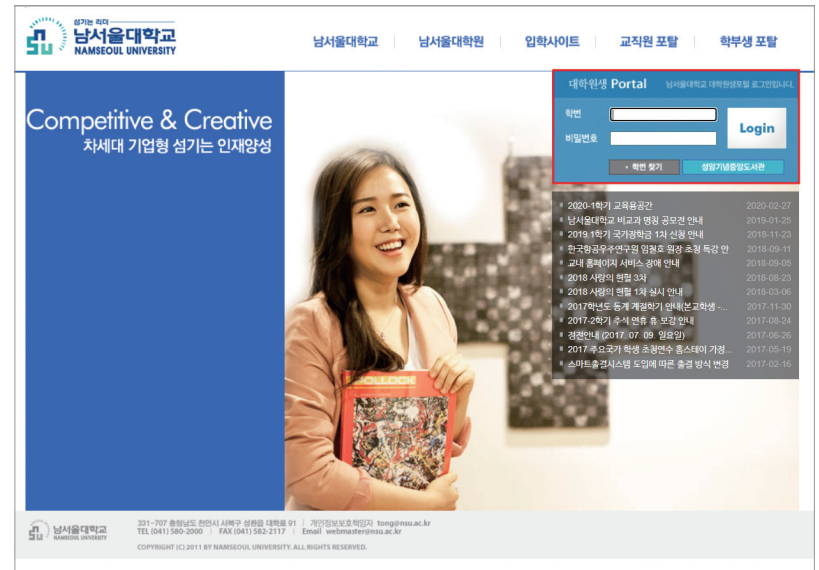 섬기는 리더
남서울대학교
NAMSEOUL UNIVERSITY
남서울대학교 | 남서울대학원 | 입학사이트 | 교직원 포탈 | 학부생 포탈
대학원생 Portal 남서울대학교 대학원생포털 로그인입니다.
학번
비밀번호
Login
학번 찾기
성암기념중앙도서관
Competitive & Creative
차세대 기업형 섬기는 인재양성
2020-1학기 교육용공간 2020-02-27
남서울대학교 비교과 명칭 공모전 안내 2019-01-25
2019.1학기 국가장학금 1차 신청 안내 2018-11-23
한국항공우주연구원 임철호 원장 초청 특강 안 2018-09-11
교내 홈페이지 서비스 장애 안내 2018-09-05
2018 사랑의 헌혈 3차 2018-08-23
2018 사랑의 헌혈 1차 실시 안내 2018-03-06
2017학년도 동계 계절학기 안내(본교학생 -... 2017-11-30
2017-2학기 추석 연휴 휴·보강 안내 2017-08-24
정전안내 (2017. 07. 09. 일요일) 2017-06-26
2017 주요국가 학생 초청연수 홈스테이 가정... 2017-05-19
스마트출결시스템 도입에 따른 출결 방식 변경 2017-02-16
POLLOCK
남서울대학교
NAMSEOUL UNIVERSITY
331-707 충청남도 천안시 서북구 성환읍 대학로 91 | 개인정보보호책임자 tong@nsu.ac.kr
TEL (041) 580-2000 | FAX (041) 582-2117 | Email webmaster@nsu.ac.kr
COPYRIGHT (C) 2011 BY NAMSEOUL UNIVERSITY. ALL RIGHTS RESERVED.